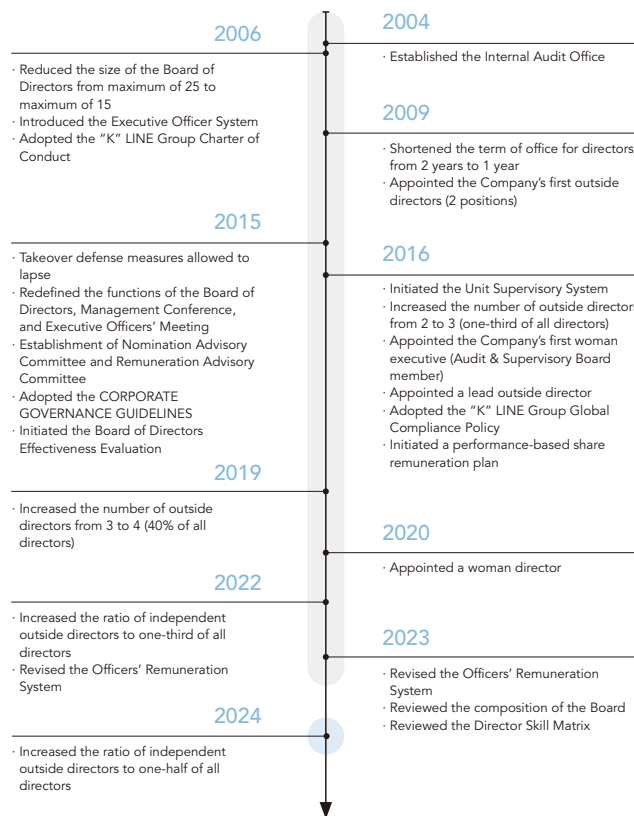 2004
· Established the Internal Audit Office
2006
· Reduced the size of the Board of
Directors from maximum of 25 to
maximum of 15
· Introduced the Executive Officer System
· Adopted the “K” LINE Group Charter of
Conduct
2009
· Shortened the term of office for directors
from 2 years to 1 year
· Appointed the Company’s first outside
directors (2 positions)
2015
· Takeover defense measures allowed to
lapse
· Redefined the functions of the Board of
Directors, Management Conference,
and Executive Officers’ Meeting
· Establishment of Nomination Advisory
Committee and Remuneration Advisory
Committee
· Adopted the CORPORATE
GOVERNANCE GUIDELINES
· Initiated the Board of Directors
Effectiveness Evaluation
2016
· Initiated the Unit Supervisory System
· Increased the number of outside directors
from 2 to 3 (one-third of all directors)
· Appointed the Company’s first woman
executive (Audit & Supervisory Board
member)
· Appointed a lead outside director
· Adopted the “K” LINE Group Global
Compliance Policy
· Initiated a performance-based share
remuneration plan
2019
· Increased the number of outside
directors from 3 to 4 (40% of all
directors)
2020
· Appointed a woman director
2022
· Increased the ratio of independent
outside directors to one-third of all
directors
· Revised the Officers’ Remuneration
System
2023
· Revised the Officers’ Remuneration
System
· Reviewed the composition of the Board
· Reviewed the Director Skill Matrix
2024
· Increased the ratio of independent
outside directors to one-half of all
directors